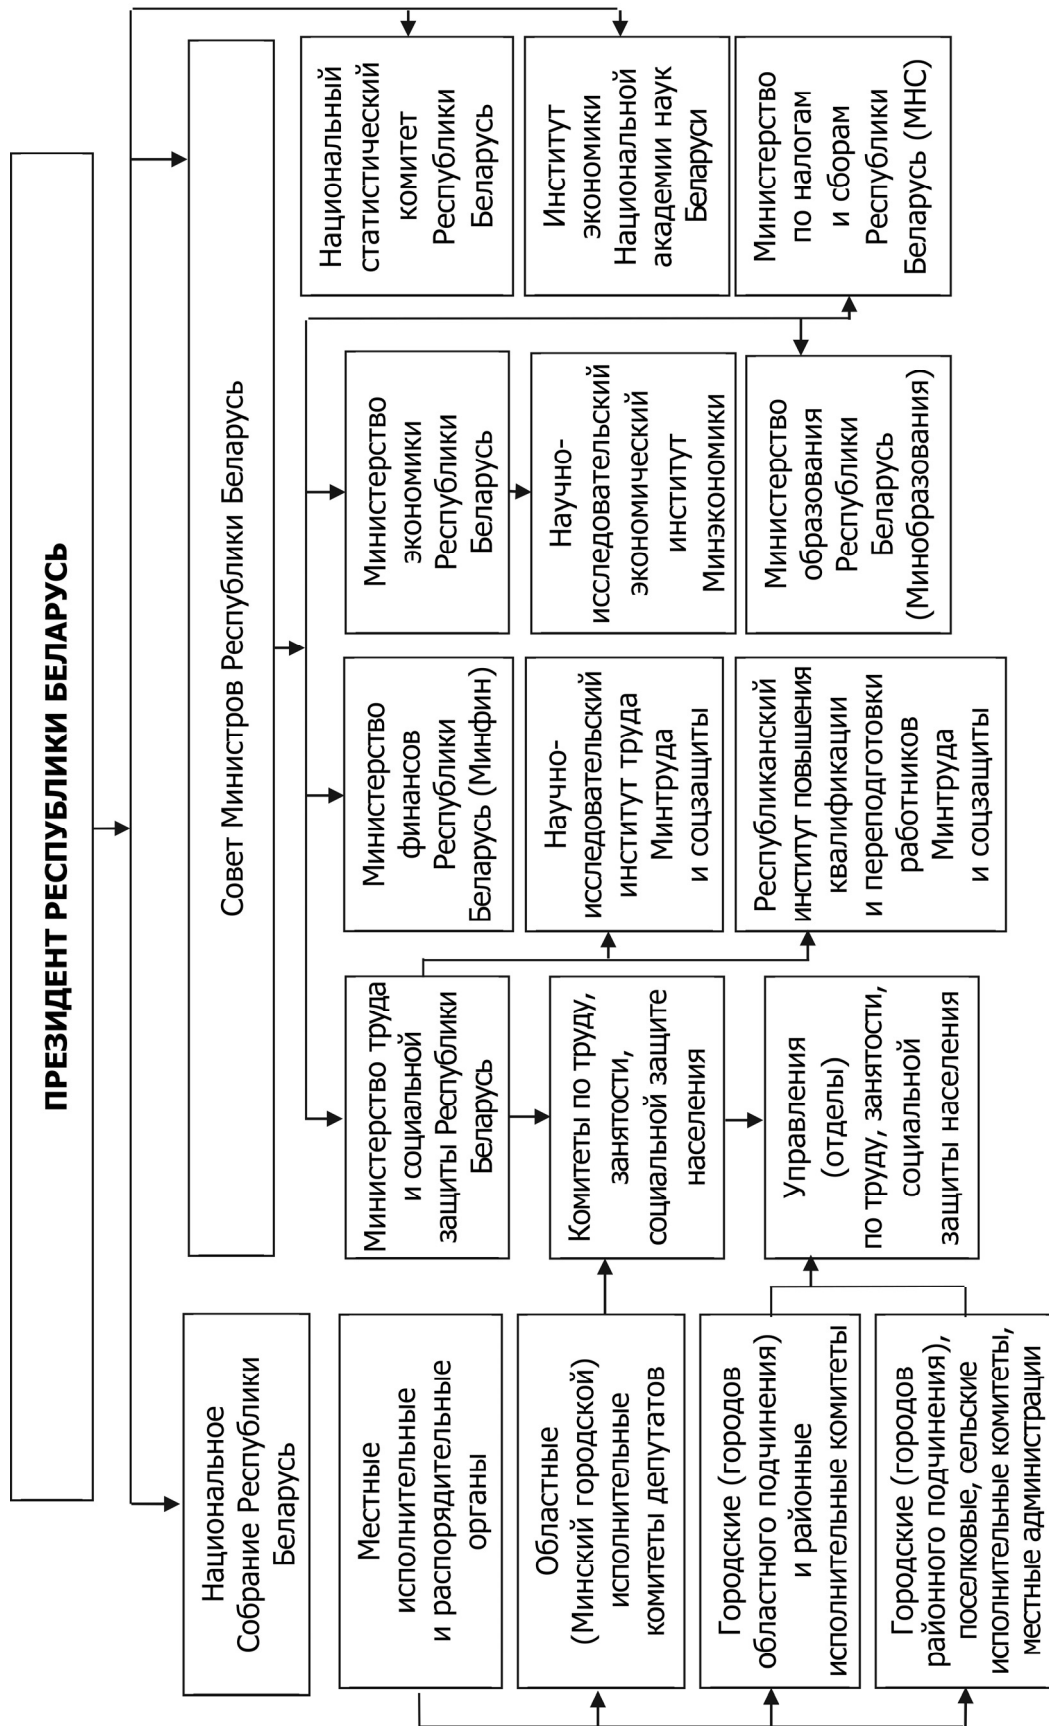 ПРЕЗИДЕНТ РЕСПУБЛИКИ БЕЛАРУСЬ
Национальное
Собрание Республики
Беларусь
Совет Министров Республики Беларусь
Местные
исполнительные
и распорядительные
органы
Министерство труда
и социальной
защиты Республики
Беларусь
Министерство
финансов
Республики
Беларусь (Минфин)
Министерство
экономики
Республики
Беларусь
Национальный
статистический
комитет
Республики
Беларусь
Областные
(Минский городской)
исполнительные
комитеты депутатов
Комитеты по труду,
занятости,
социальной защите
населения
Научно-
исследовательский
институт труда
Минтруда
и соцзащиты
Научно-
исследовательский
экономический
институт
Минэкономики
Институт
экономики
Национальной
академии наук
Беларуси
Городские (городов
областного подчинения)
и районные
исполнительные комитеты
Управления
(отделы)
по труду, занятости,
социальной
защиты населения
Республиканский
институт повышения
квалификации
и переподготовки
работников
Минтруда
и соцзащиты
Министерство
образования
Республики
Беларусь
(Минобразования)
Министерство
по налогам
и сборам
Республики
Беларусь (МНС)
Городские (городов
районного подчинения),
поселковые, сельские
исполнительные комитеты,
местные администрации